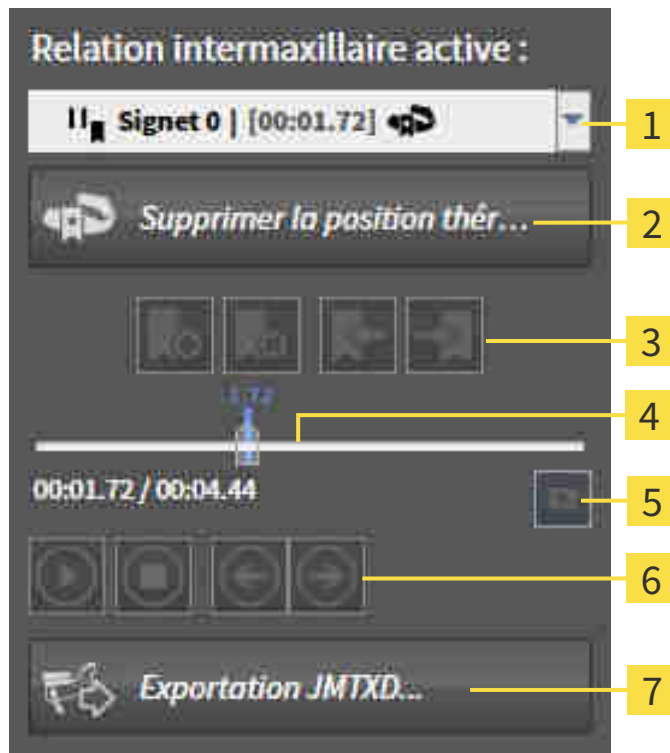 Relation intermaxillaire active :
Signet 0 | [00:01.72]
1
Supprimer la position thér...
2
3
1.72
4
00:01.72 / 00:04.44
5
6
Exportation JMTXD...
7